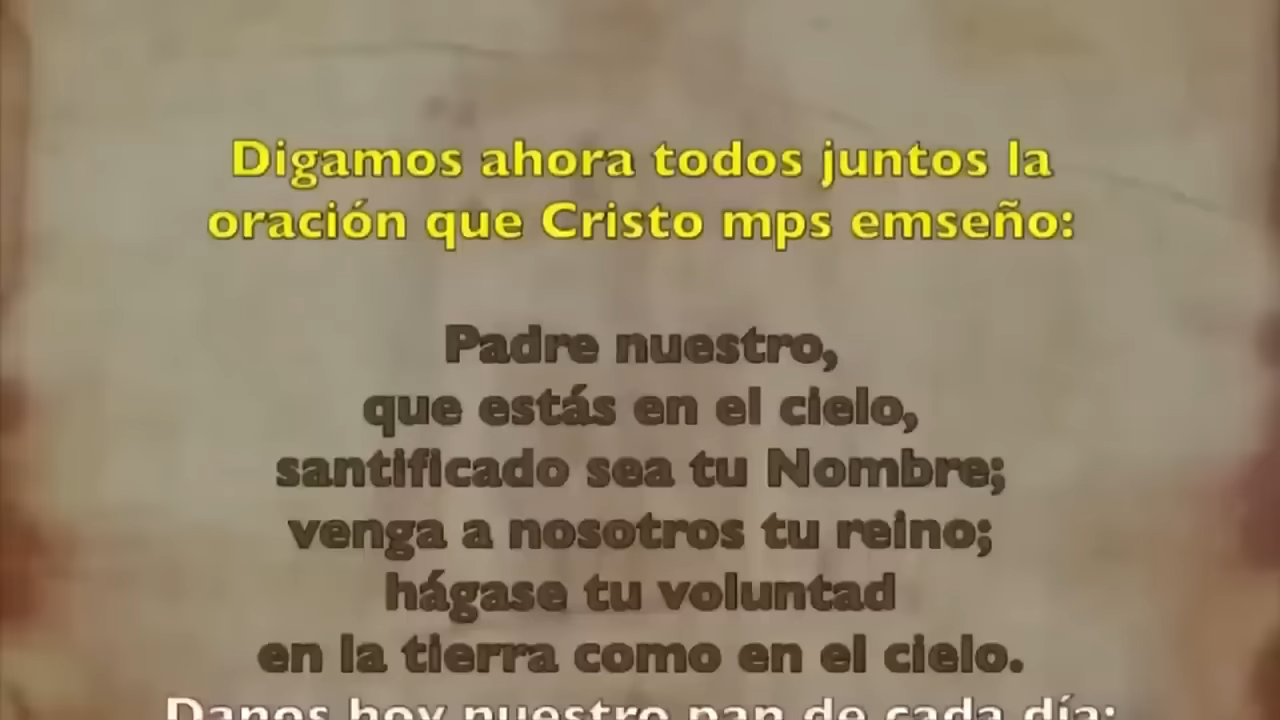 Digamos ahora todos juntos la
oración que Cristo mps emseño:
Padre nuestro,
que estás en el cielo,
santificado sea tu Nombre;
venga a nosotros tu reino;
hágase tu voluntad
en la tierra como en el cielo.
Danos hoy nuestro pan de cada día;